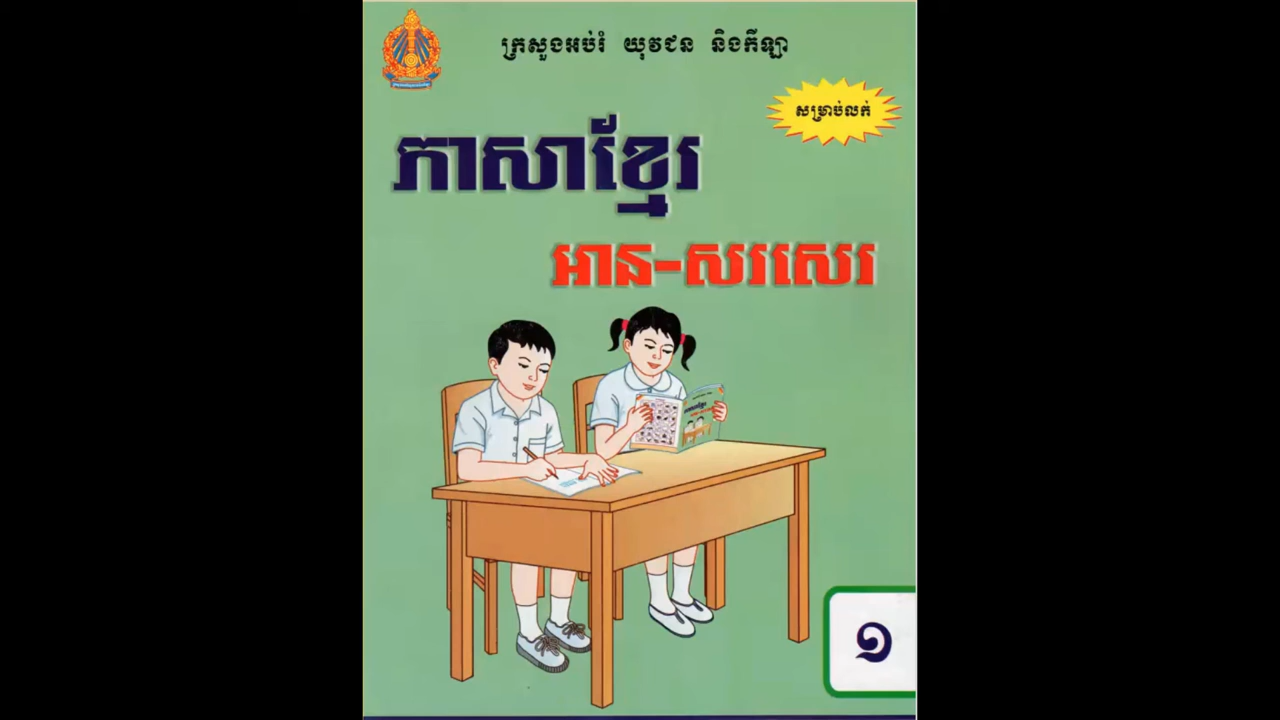 ក្រសួងអប់រំ យុវជន និងកីឡា
សម្រាប់លក់
ភាសាខ្មែរ
អាន-សរសេរ
១